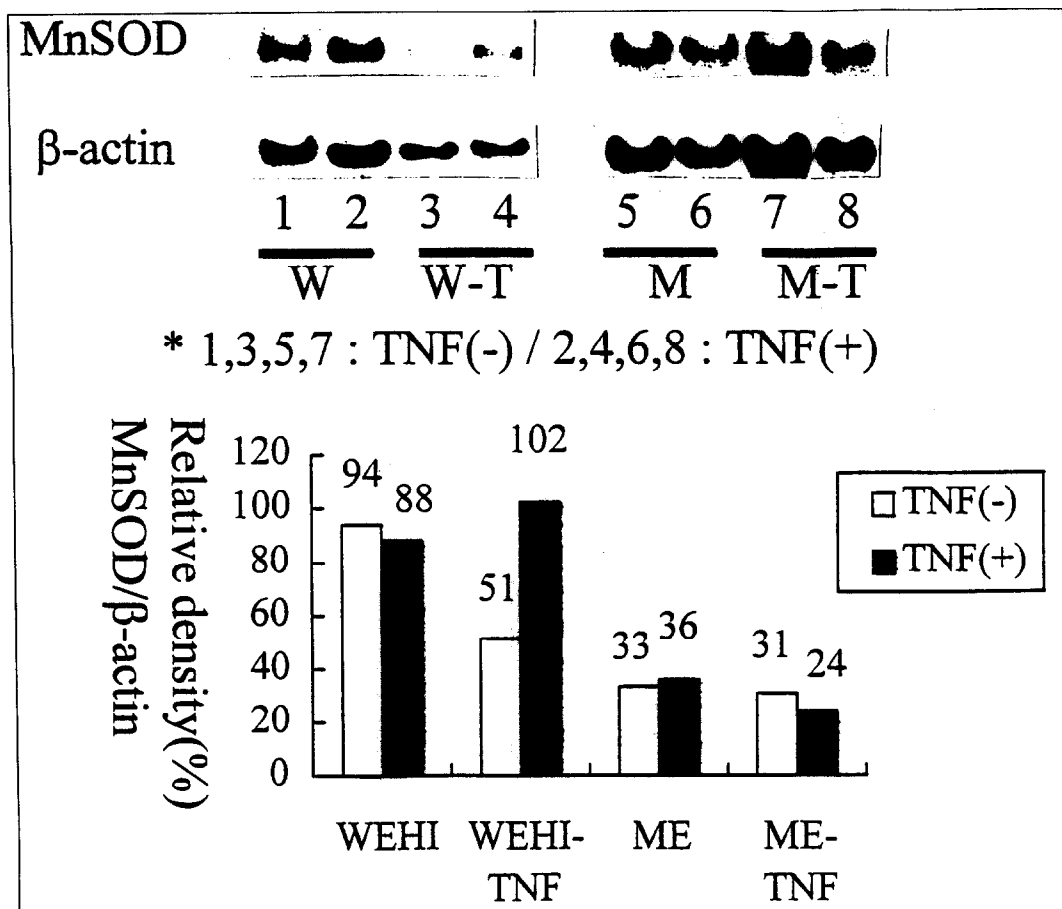 MnSOD
β-actin
1 2 3 4 5 6 7 8
W W-T M M-T
* 1,3,5,7 : TNF(-) / 2,4,6,8 : TNF(+)
Relative density(%)
MnSOD/β-actin
120
100
80
60
40
20
0
94 88 51 102 33 36 31 24
TNF(-)
TNF(+)
WEHI WEHI- ME ME-
TNF TNF